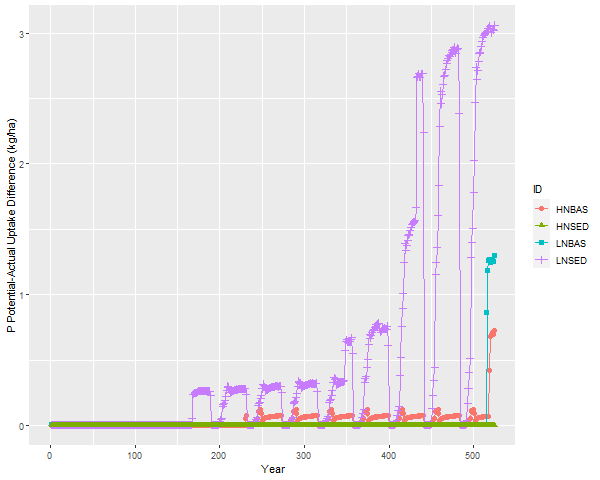 P Potential-Actual Uptake Difference (kg/ha)
3
2
1
0
0
100
200
300
400
500
Year
ID
HNBAS
HNSED
LNBAS
LNSED